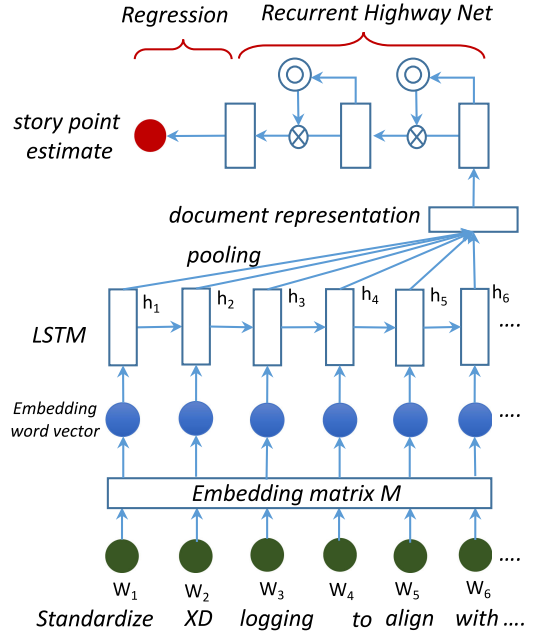 Regression Recurrent Highway Net
story point
estimate
document representation
pooling
h1 h2 h3 h4 h5 h6
LSTM ....
Embedding
word vector ....
Embedding matrix M
....
W1 W2 W3 W4 W5 W6
Standardize XD logging to align with ....